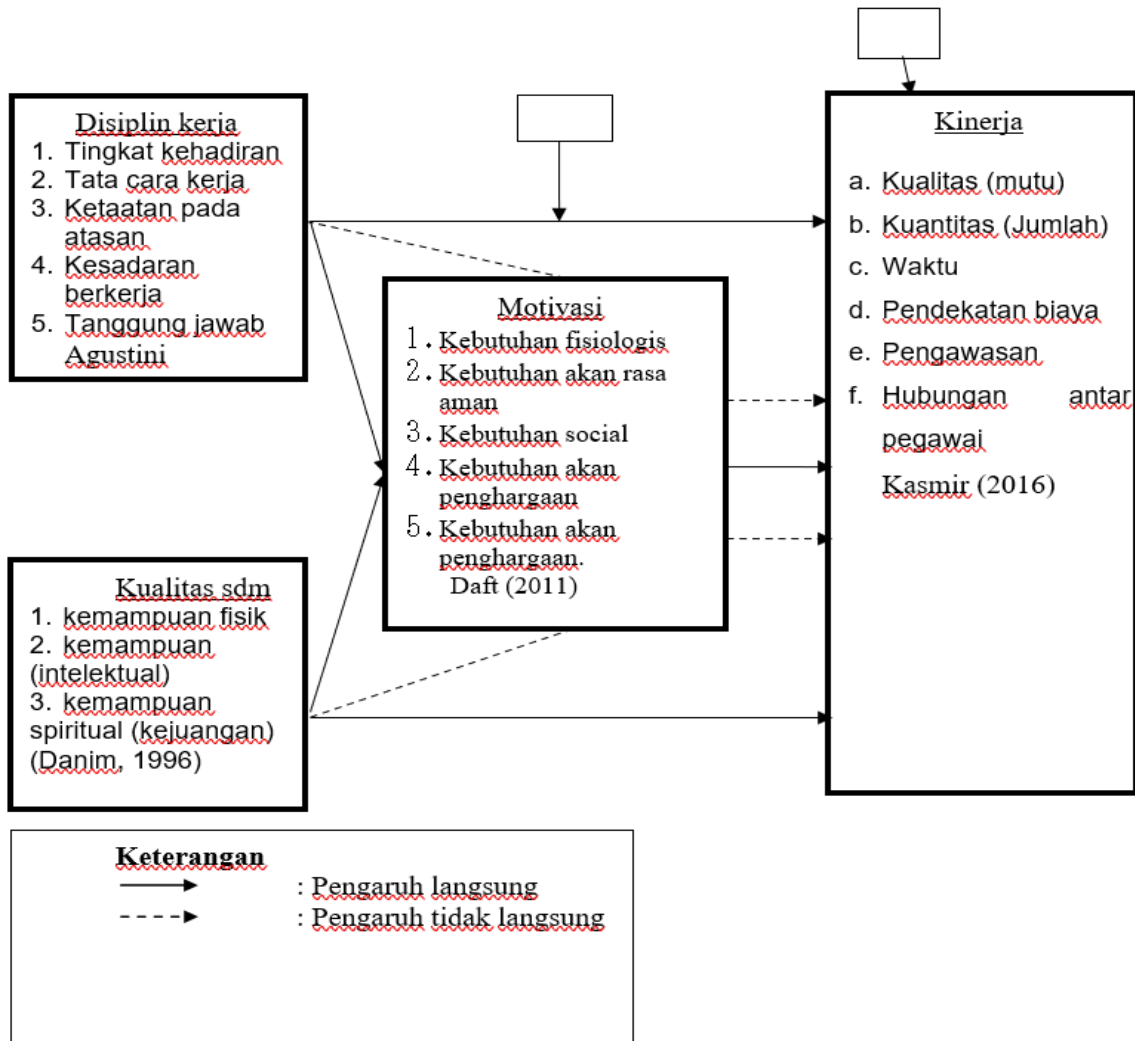 Disiplin kerja
1. Tingkat kehadiran
2. Tata cara kerja
3. Ketaatan pada
atasan
4. Kesadaran
berkerja
5. Tanggung jawab
Agustini
Motivasi
1. Kebutuhan fisiologis
2. Kebutuhan akan rasa
aman
3. Kebutuhan social
4. Kebutuhan akan
penghargaan
5. Kebutuhan akan
penghargaan.
Daft (2011)
Kinerja
a. Kualitas (mutu)
b. Kuantitas (Jumlah)
c. Waktu
d. Pendekatan biaya
e. Pengawasan
f. Hubungan antar
pegawai
Kasmir (2016)
Kualitas sdm
1. kemampuan fisik
2. kemampuan
(intelektual)
3. kemampuan
spiritual (kejuangan)
(Danim, 1996)
Keterangan
: Pengaruh langsung
: Pengaruh tidak langsung